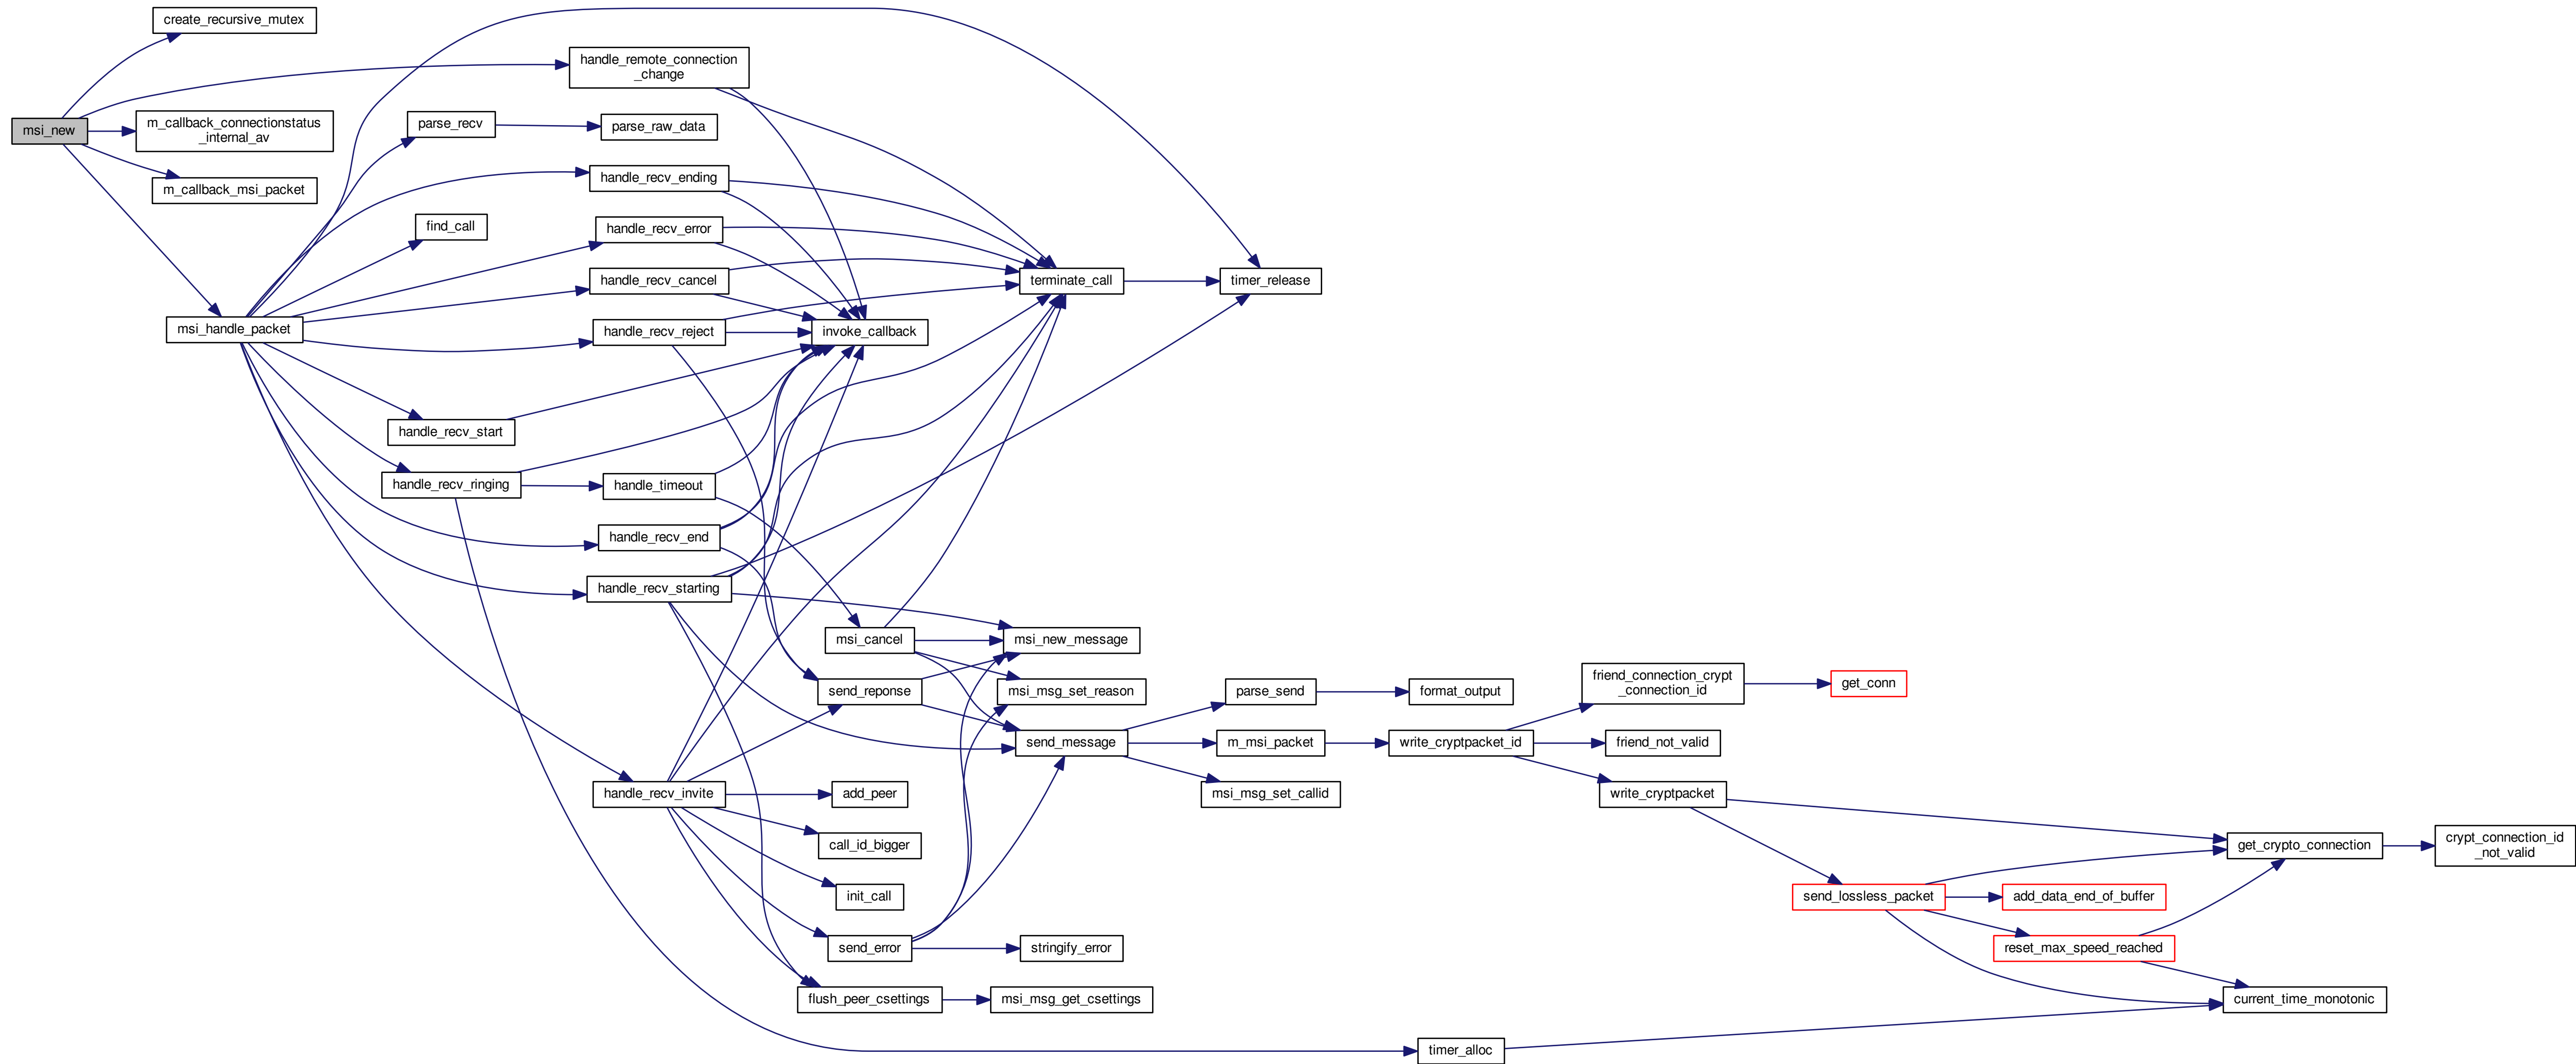 create_recursive_mutex
handle_remote_connection
_change
msi_new
m_callback_connectionstatus
_internal_av
m_callback_msi_packet
parse_recv
parse_raw_data
handle_recv_ending
find_call
handle_recv_error
handle_recv_cancel
terminate_call
timer_release
msi_handle_packet
handle_recv_reject
invoke_callback
handle_recv_start
handle_recv_ringing
handle_timeout
handle_recv_end
handle_recv_starting
msi_cancel
msi_new_message
send_reponse
msi_msg_set_reason
parse_send
format_output
friend_connection_crypt
_connection_id
get_conn
send_message
m_msi_packet
write_cryptpacket_id
friend_not_valid
handle_recv_invite
add_peer
msi_msg_set_callid
write_cryptpacket
call_id_bigger
get_crypto_connection
crypt_connection_id
_not_valid
init_call
send_lossless_packet
add_data_end_of_buffer
send_error
stringify_error
reset_max_speed_reached
flush_peer_csettings
msi_msg_get_csettings
current_time_monotonic
timer_alloc